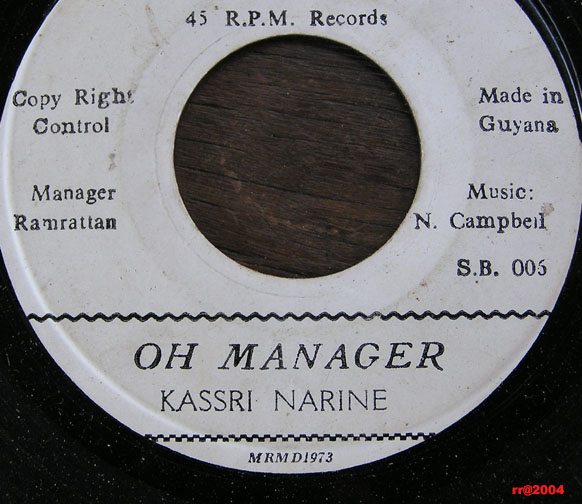 45 R.P.M. Records
Copy Right
Control
Made in
Guyana
Manager
Ramrattan
Music:
N. Campbell
S.B. 006
OH MANAGER
KASSRI NARINE
MRMD1973
rr@2004